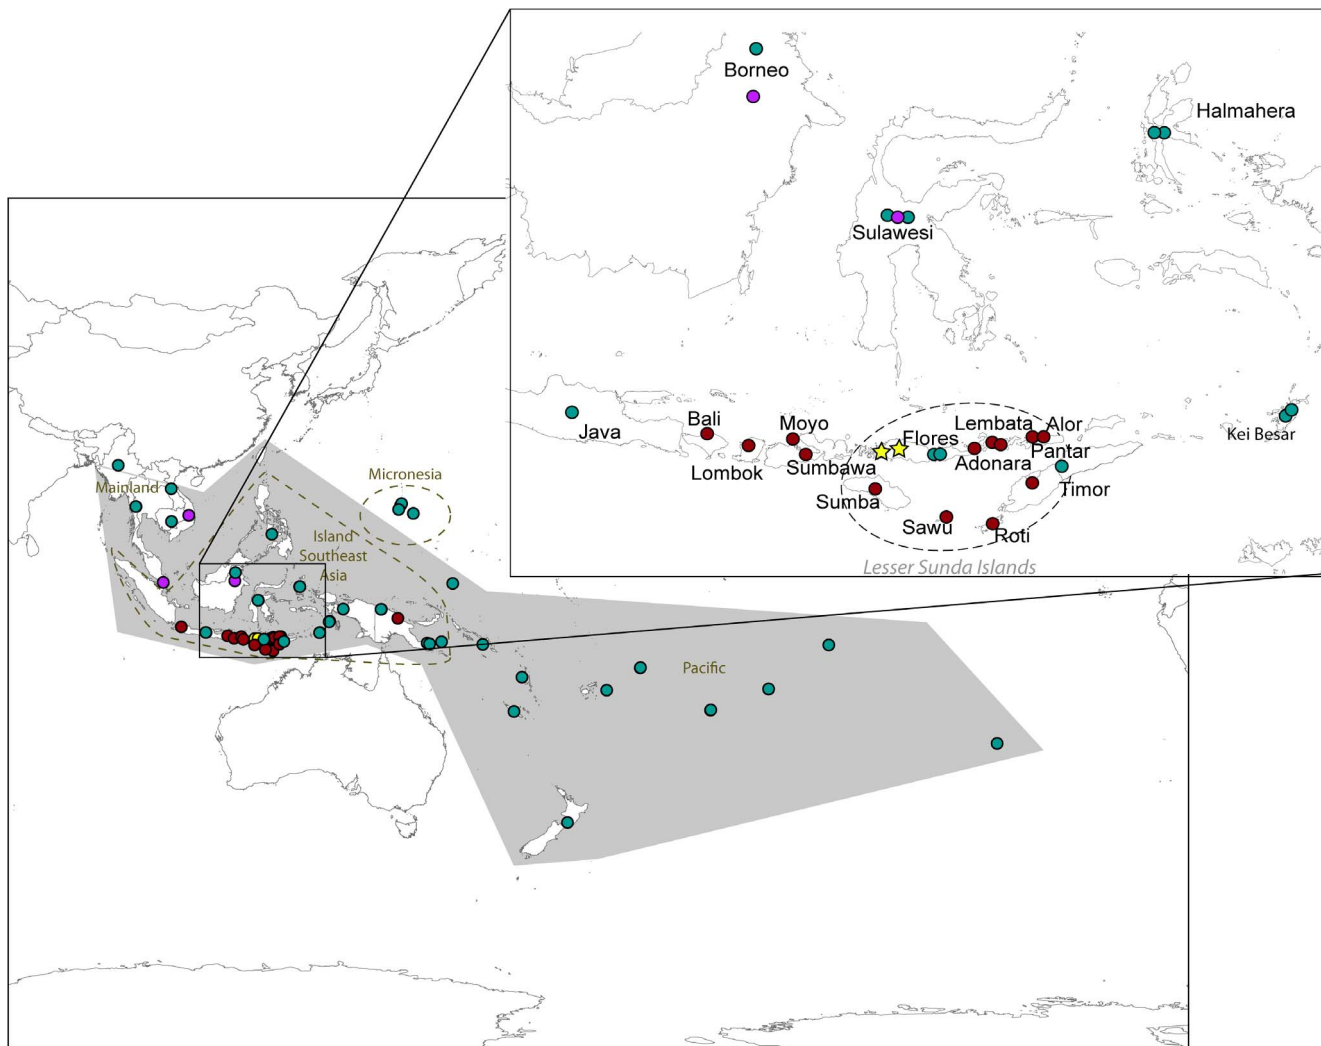 Borneo
Halmahera
Sulawesi
Java
Bali
Lombok
Moyo
Sumbawa
Flores
Lembata
Alor
Adonara
Pantar
Timor
Sumba
Sawu
Roti
Kei Besar
Lesser Sunda Islands
Mainland
Micronesia
Island
Southeast
Asia
Pacific